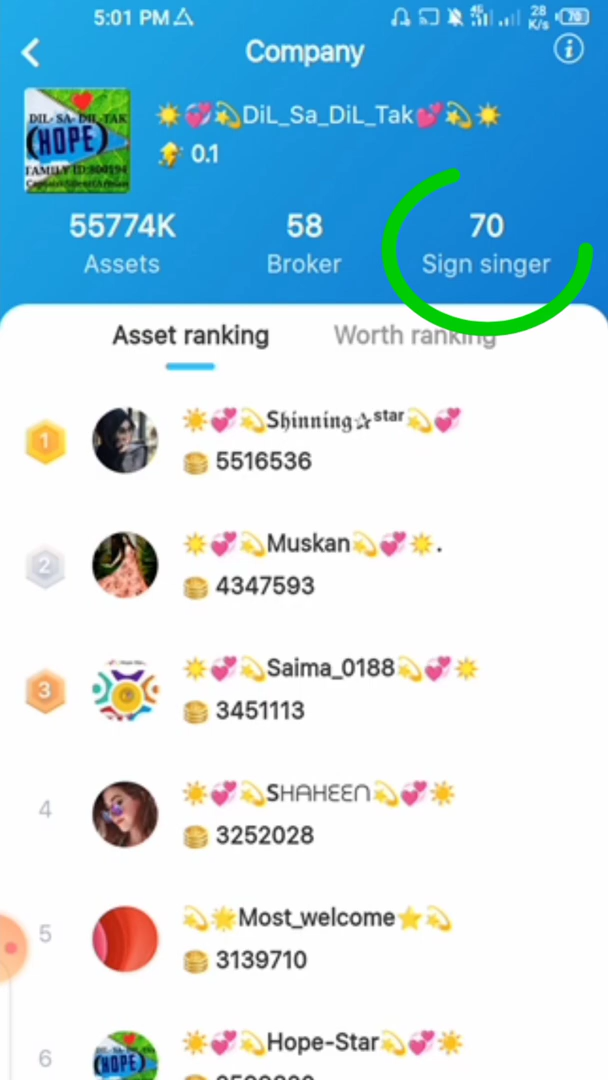 5:01 PM
4G
28 K/s
70
Company
DIL-SA-DIL-TAK
(HOPE)
FAMILY ID:800194
☀️💞💫DiL_Sa_DiL_Tak💕💫☀️
0.1
55774K
58
70
Assets
Broker
Sign singer
Asset ranking
Worth ranking
1
☀️💞💫𝕾𝖍𝖎𝖓𝖓𝖎𝖓𝖌✰ˢᵗᵃʳ💫💞
5516536
2
☀️💞💫Muskan💫💞☀️.
4347593
3
☀️💞💫Saima_0188💫💞☀️
3451113
4
☀️💞💫Sᕼᗩᕼᗴᗴᑎ💫💞☀️
3252028
5
💫🌟Most_welcome⭐💫
3139710
6
☀️💞💫Hope-Star💫💞☀️
(HOPE)